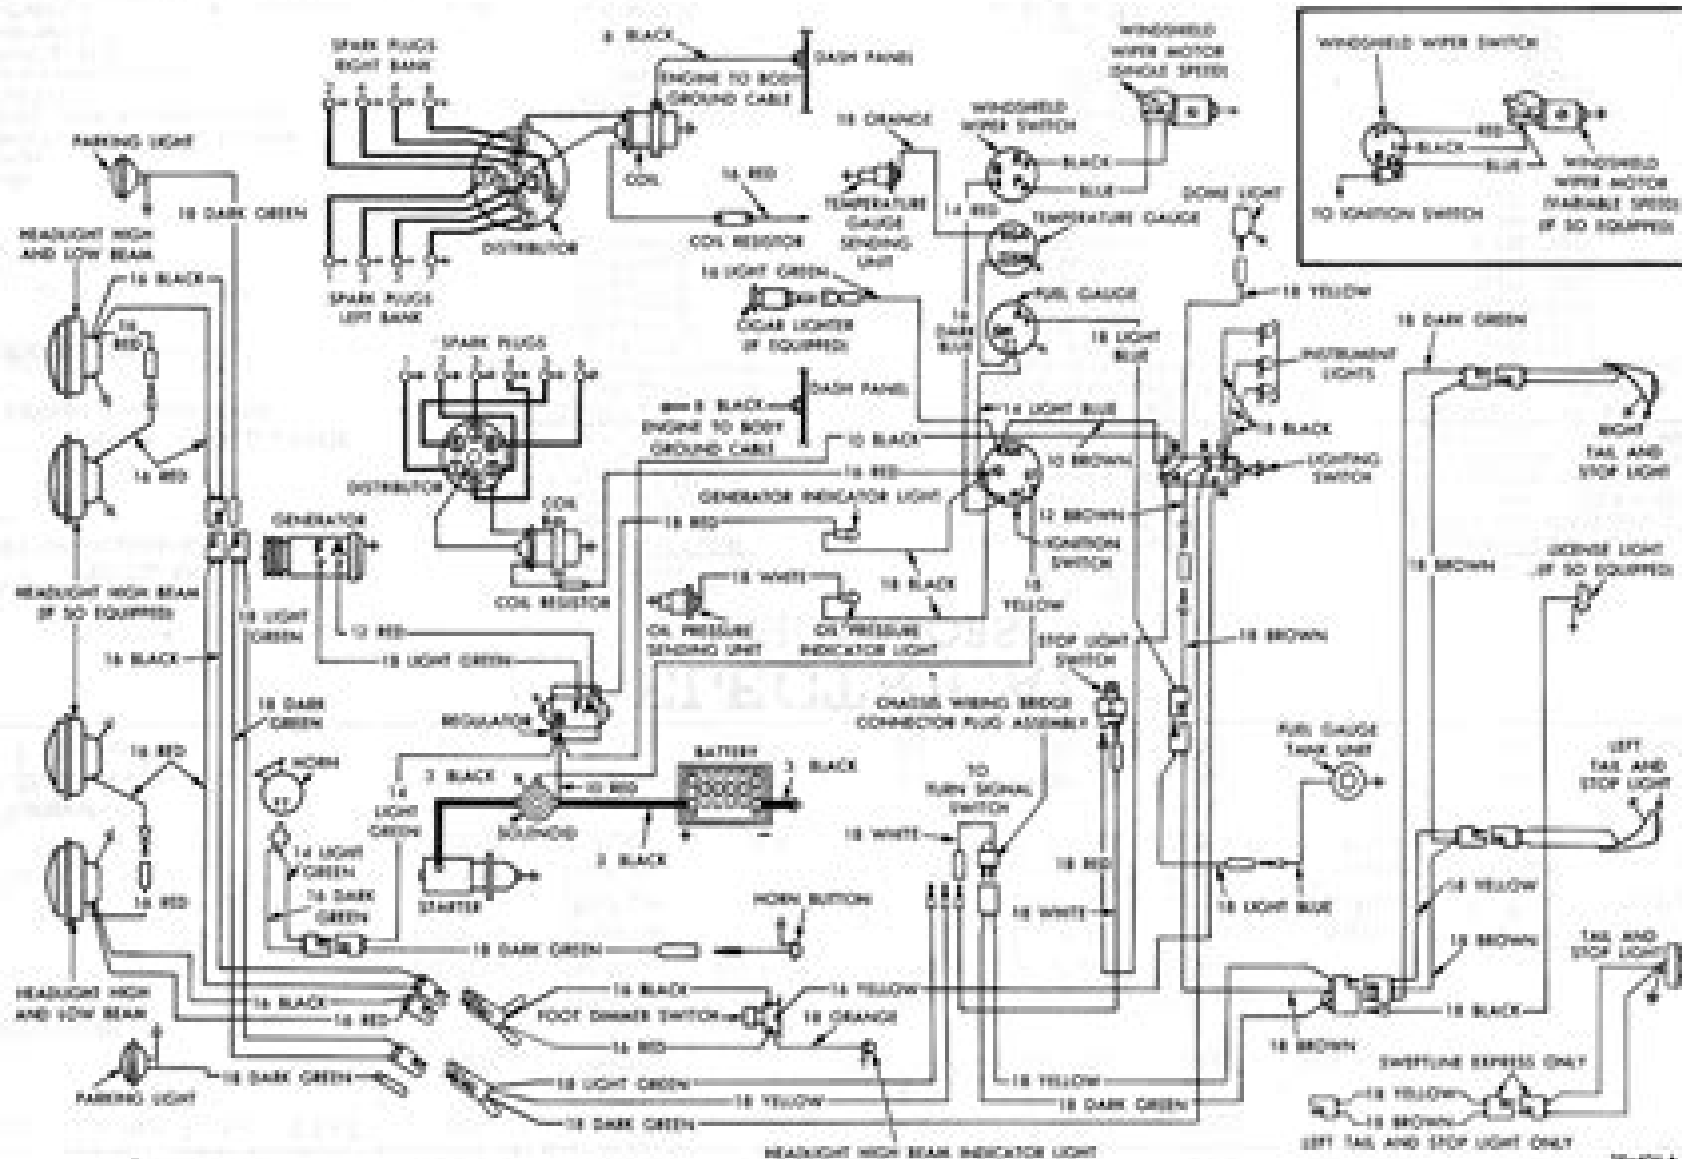 SPARK PLUGS
RIGHT BANK
6 BLACK
DASH PANEL
ENGINE TO BODY
GROUND CABLE
WINDSHIELD
WIPER MOTOR
(SINGLE SPEED)
WINDSHIELD WIPER SWITCH
RED
BLACK
BLUE
TO IGNITION SWITCH
WINDSHIELD
WIPER MOTOR
(VARIABLE SPEED)
(IF SO EQUIPPED)
PARKING LIGHT
18 DARK GREEN
COIL
16 RED
COIL RESISTOR
DISTRIBUTOR
SPARK PLUGS
LEFT BANK
18 ORANGE
WINDSHIELD
WIPER SWITCH
BLACK
BLUE
TEMPERATURE
GAUGE
SENDING
UNIT
14 RED
TEMPERATURE GAUGE
DOME LIGHT
18 YELLOW
HEADLIGHT HIGH
AND LOW BEAM
16 BLACK
16
RED
16 RED
16 LIGHT GREEN
CIGAR LIGHTER
(IF EQUIPPED)
FUEL GAUGE
16
DARK
BLUE
18 LIGHT
BLUE
INSTRUMENT
LIGHTS
18 DARK GREEN
SPARK PLUGS
DASH PANEL
8 BLACK
ENGINE TO BODY
GROUND CABLE
14 LIGHT BLUE
10 BLACK
10 BROWN
18 BLACK
LIGHTING
SWITCH
RIGHT
TAIL AND
STOP LIGHT
16 RED
DISTRIBUTOR
COIL
GENERATOR INDICATOR LIGHT
18 RED
12 BROWN
IGNITION
SWITCH
GENERATOR
HEADLIGHT HIGH BEAM
(IF SO EQUIPPED)
COIL RESISTOR
18 WHITE
18 BLACK
18
YELLOW
18 BROWN
LICENSE LIGHT
(IF SO EQUIPPED)
18 LIGHT
GREEN
12 RED
18 LIGHT GREEN
OIL PRESSURE
SENDING UNIT
OIL PRESSURE
INDICATOR LIGHT
STOP LIGHT
SWITCH
18 BROWN
16 BLACK
18 DARK
GREEN
REGULATOR
CHASSIS WIRING BRIDGE
CONNECTOR PLUG ASSEMBLY
FUEL GAUGE
TANK UNIT
LEFT
TAIL AND
STOP LIGHT
16 RED
HORN
BATTERY
10 RED
SOLENOID
14
LIGHT
GREEN
TO
TURN SIGNAL
SWITCH
18 WHITE
18 RED
14 LIGHT
GREEN
16 DARK
GREEN
STARTER
16 RED
HORN BUTTON
18 DARK GREEN
18 WHITE
18 LIGHT BLUE
18 YELLOW
18 BROWN
TAIL AND
STOP LIGHT
HEADLIGHT HIGH
AND LOW BEAM
16 BLACK
16 RED
16 BLACK
FOOT DIMMER SWITCH
16 YELLOW
18 ORANGE
16 RED
18 BLACK
18 BROWN
PARKING LIGHT
18 DARK GREEN
18 LIGHT GREEN
18 YELLOW
18 DARK GREEN
18 YELLOW
18 DARK GREEN
SWEPTLINE EXPRESS ONLY
18 YELLOW
18 BROWN
LEFT TAIL AND STOP LIGHT ONLY
HEADLIGHT HIGH BEAM INDICATOR LIGHT